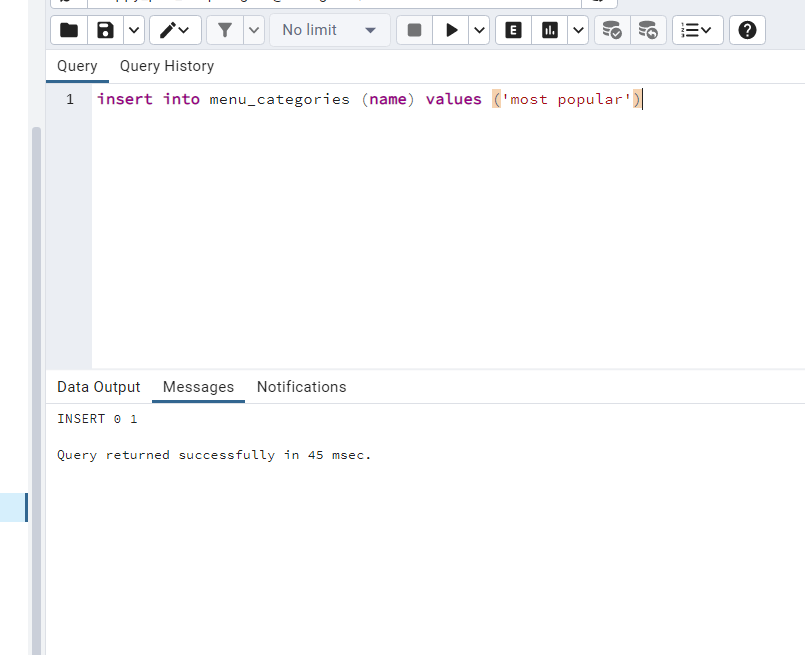 No limit
E
Query Query History
1 insert into menu_categories (name) values ('most popular')
Data Output Messages Notifications
INSERT 0 1
Query returned successfully in 45 msec.